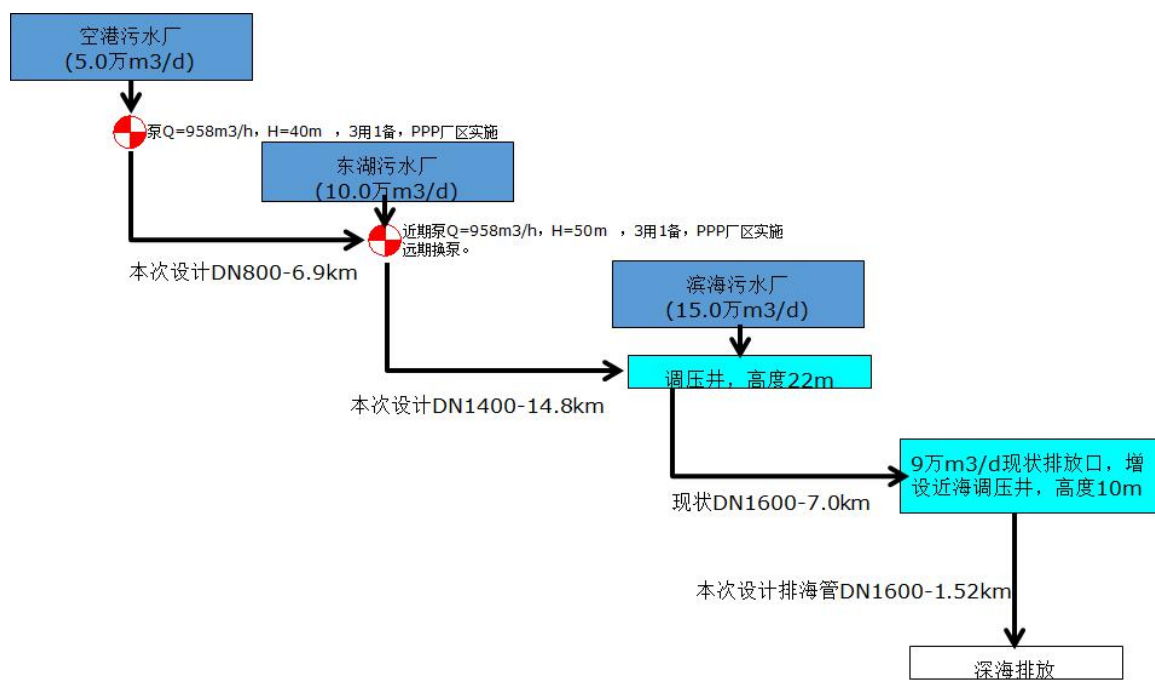 空港污水厂
(5.0万m3/d)
泵Q=958m3/h，H=40m ，3用1备，PPP厂区实施
东湖污水厂
(10.0万m3/d)
近期泵Q=958m3/h，H=50m ，3用1备，PPP厂区实施
远期换泵。
本次设计DN800-6.9km
滨海污水厂
(15.0万m3/d)
调压井，高度22m
本次设计DN1400-14.8km
9万m3/d现状排放口，增
设近海调压井，高度10m
现状DN1600-7.0km
本次设计排海管DN1600-1.52km
深海排放